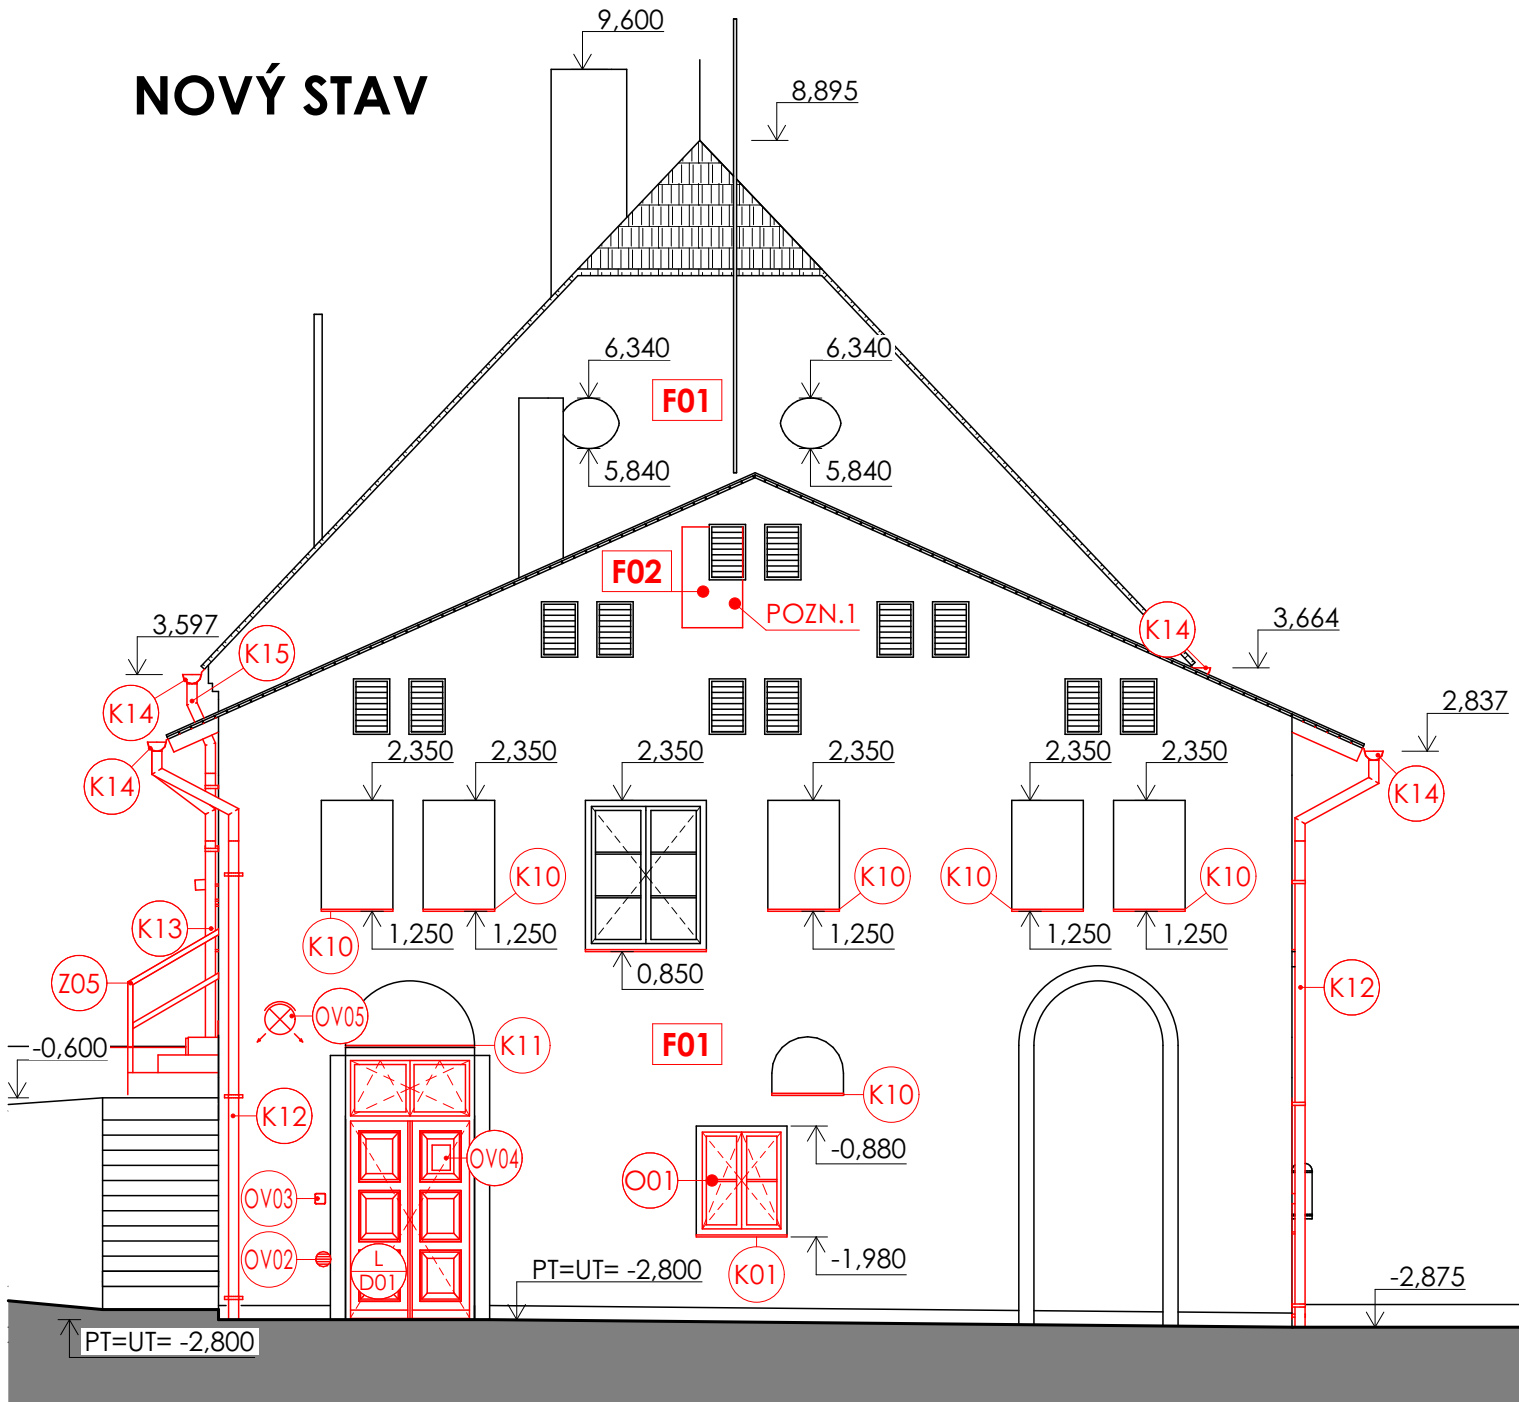 9,600
NOVÝ STAV
8,895
6,340
6,340
F01
5,840
5,840
F02
POZN.1
3,597
K15
K14
3,664
K14
2,837
K14
K14
2,350
2,350
2,350
2,350
2,350
2,350
K10
K10
K10
K10
K13
K10
1,250
1,250
1,250
1,250
1,250
0,850
Z05
K12
OV05
-0,600
K11
F01
K10
K12
OV04
-0,880
O01
OV03
OV02
L
D01
PT=UT= -2,800
K01
-1,980
-2,875
PT=UT= -2,800